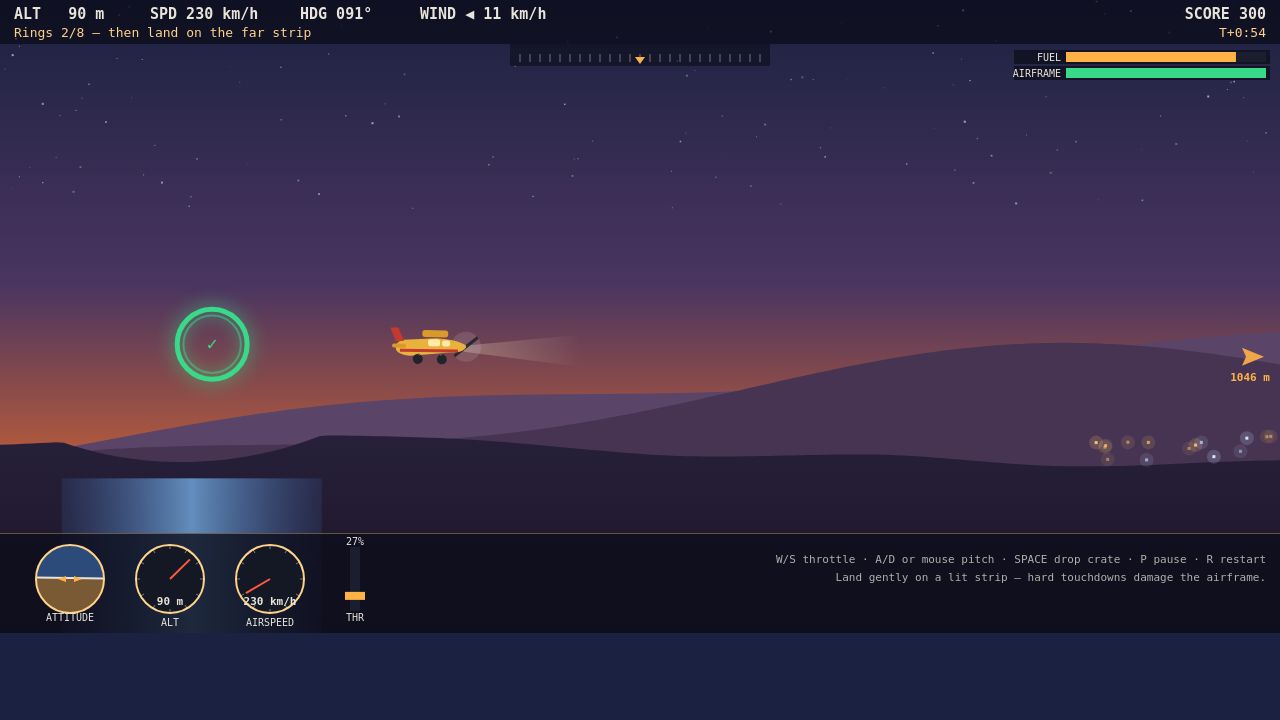 ALT 90 m SPD 230 km/h HDG 091° WIND ◀ 11 km/h SCORE 300
Rings 2/8 — then land on the far strip T+0:54
FUEL
AIRFRAME
✓
1046 m
27%
W/S throttle · A/D or mouse pitch · SPACE drop crate · P pause · R restart
Land gently on a lit strip — hard touchdowns damage the airframe.
90 m 230 km/h
ATTITUDE ALT AIRSPEED THR